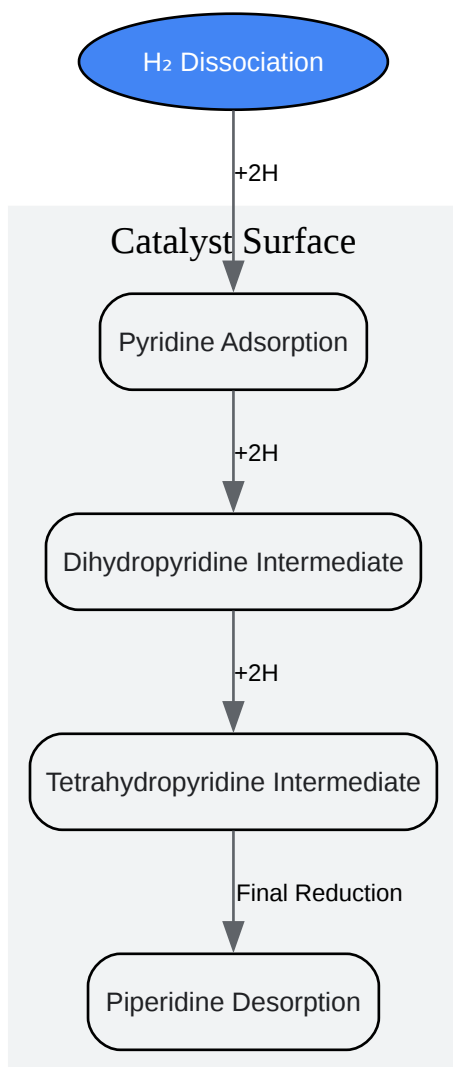 H₂ Dissociation
+2H
Catalyst Surface
Pyridine Adsorption
+2H
Dihydropyridine Intermediate
+2H
Tetrahydropyridine Intermediate
Final Reduction
Piperidine Desorption